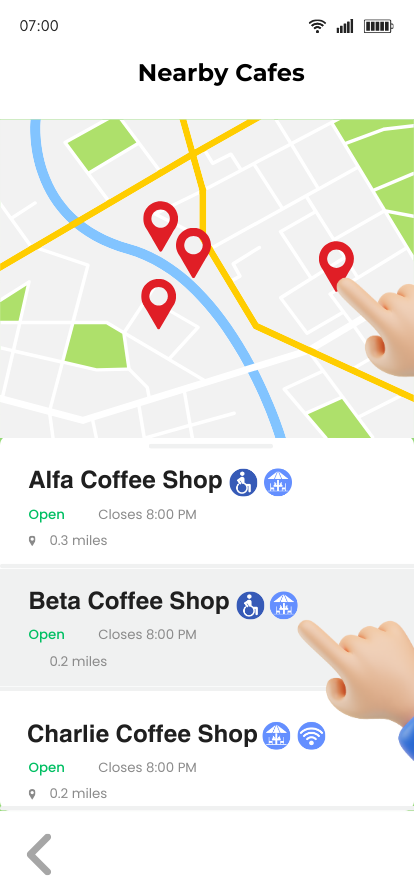 07:00
Nearby Cafes
Alfa Coffee Shop
Open Closes 8:00 PM
0.3 miles
Beta Coffee Shop
Open Closes 8:00 PM
0.2 miles
Charlie Coffee Shop
Open Closes 8:00 PM
0.2 miles